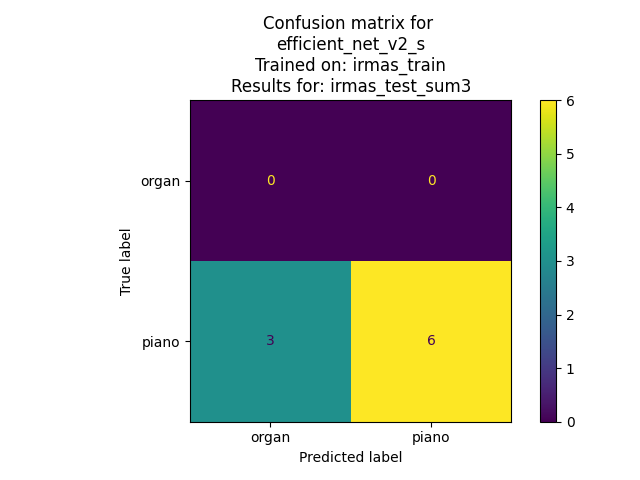 Confusion matrix for
efficient_net_v2_s
Trained on: irmas_train
Results for: irmas_test_sum3
True label
organ
0 0
piano
3 6
organ piano
Predicted label
6
5
4
3
2
1
0